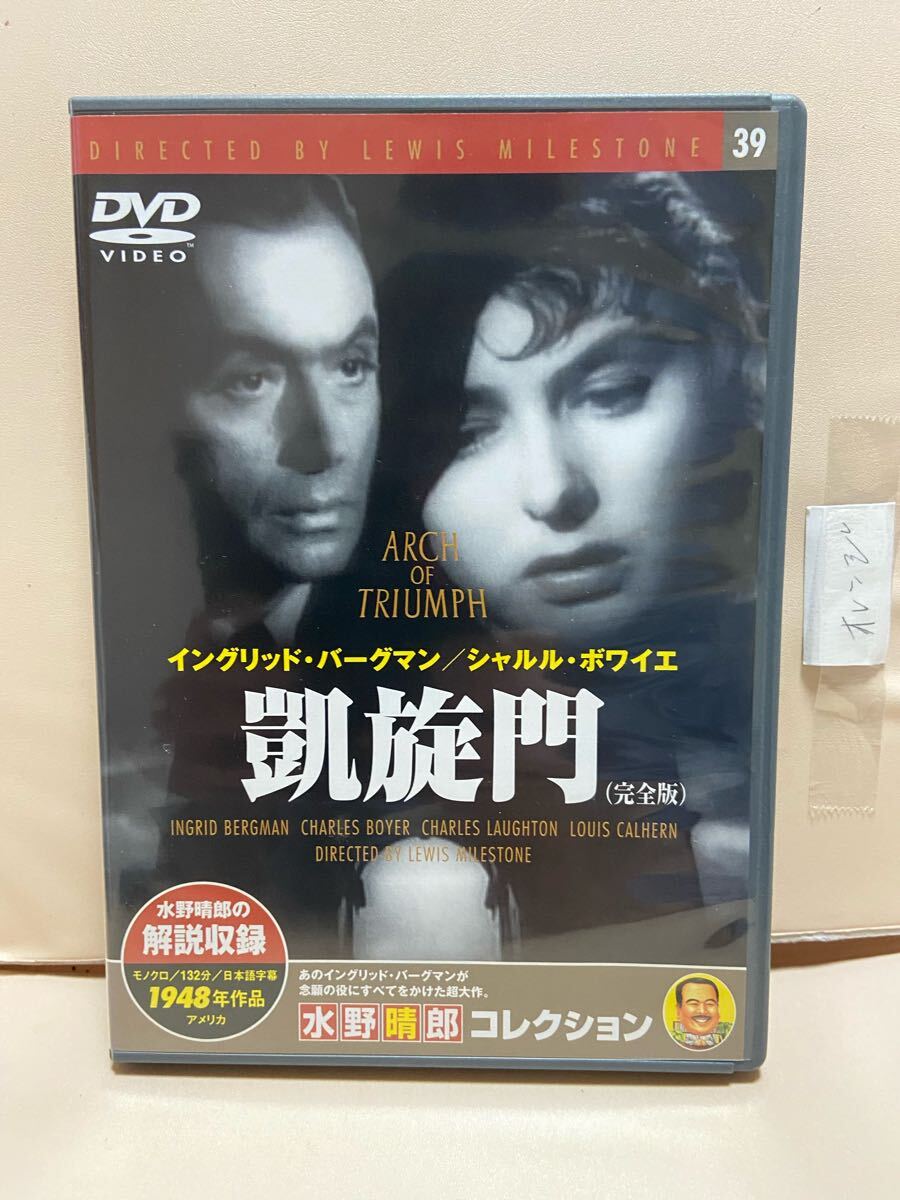 DIRECTED BY LEWIS MILESTONE 39
DVD
VIDEO
TM
ARCH
OF
TRIUMPH
イングリッド・バーグマン/シャルル・ボワイエ
凱旋門
(完全版)
INGRID BERGMAN CHARLES BOYER CHARLES LAUGHTON LOUIS CALHERN
DIRECTED BY LEWIS MILESTONE
水野晴郎の
解説収録
モノクロ/132分/日本語字幕
1948年作品
アメリカ
あのイングリッド・バーグマンが
念願の役にすべてをかけた超大作。
水野晴郎コレクション
オレンジ